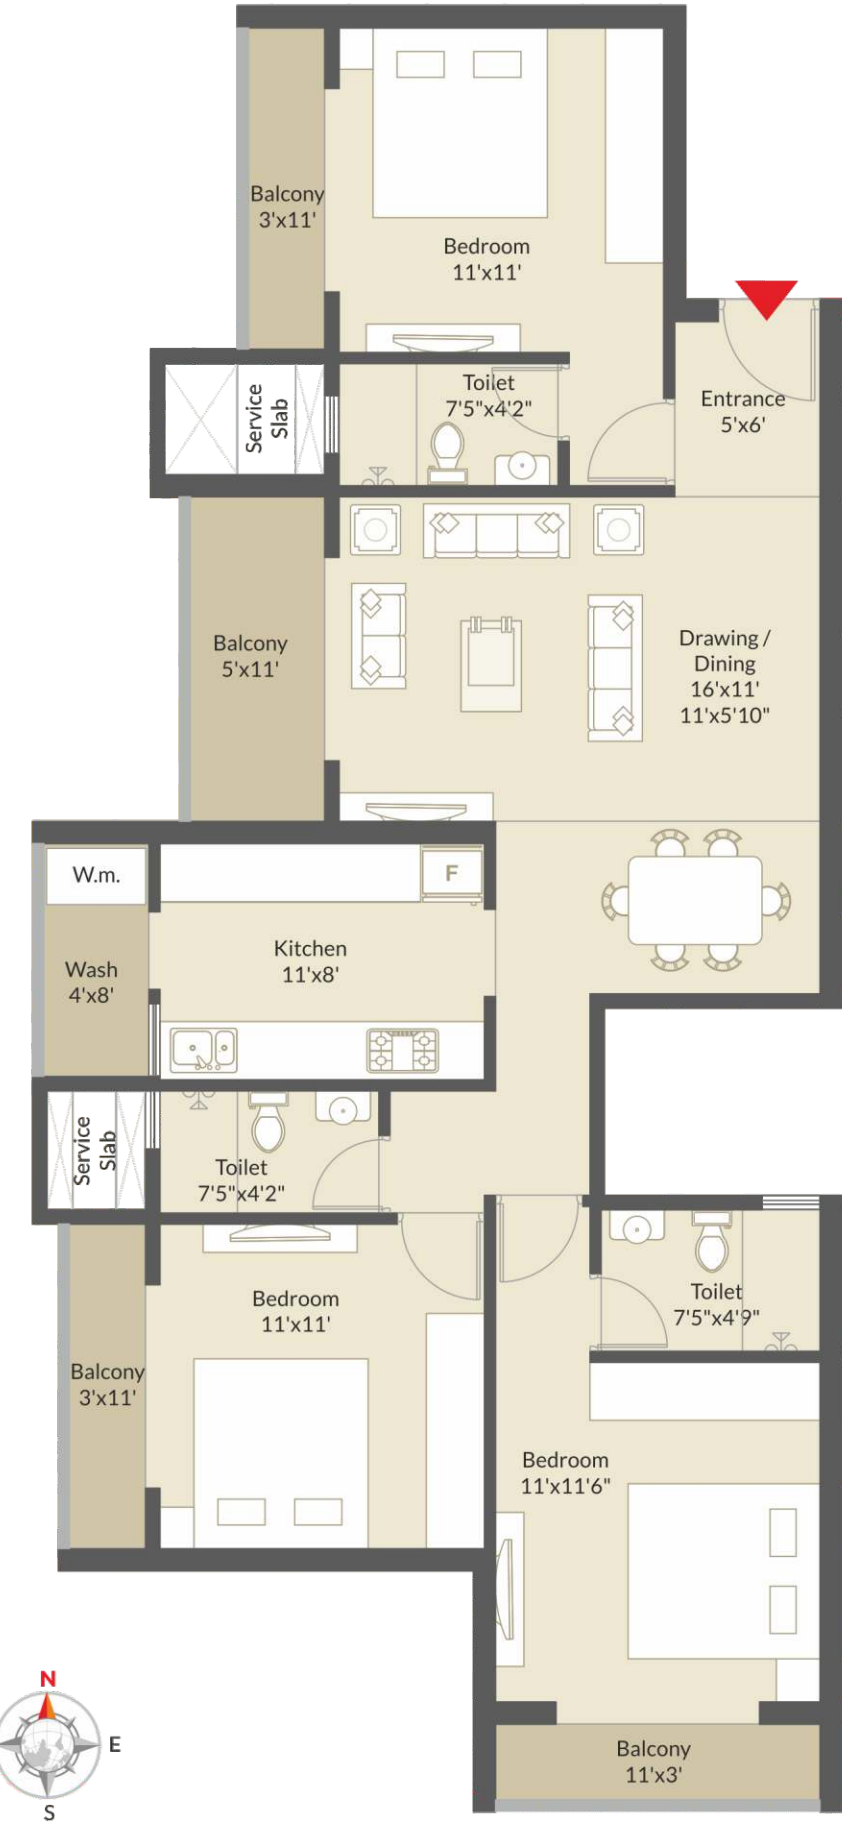 Balcony
3'x11'
Bedroom
11'x11'
Service
Slab
Toilet
7'5"x4'2"
Entrance
5'x6'
Balcony
5'x11'
Drawing /
Dining
16'x11'
11'x5'10"
W.m.
F
Kitchen
11'x8'
Wash
4'x8'
Service
Slab
Toilet
7'5"x4'2"
Bedroom
11'x11'
Balcony
3'x11'
Toilet
7'5"x4'9"
Bedroom
11'x11'6"
N
E
S
Balcony
11'x3'